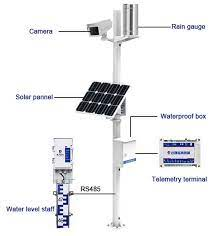 Camera
Rain gauge
Solar pannel
Waterproof box
Telemetry terminal
RS485
Water level staff